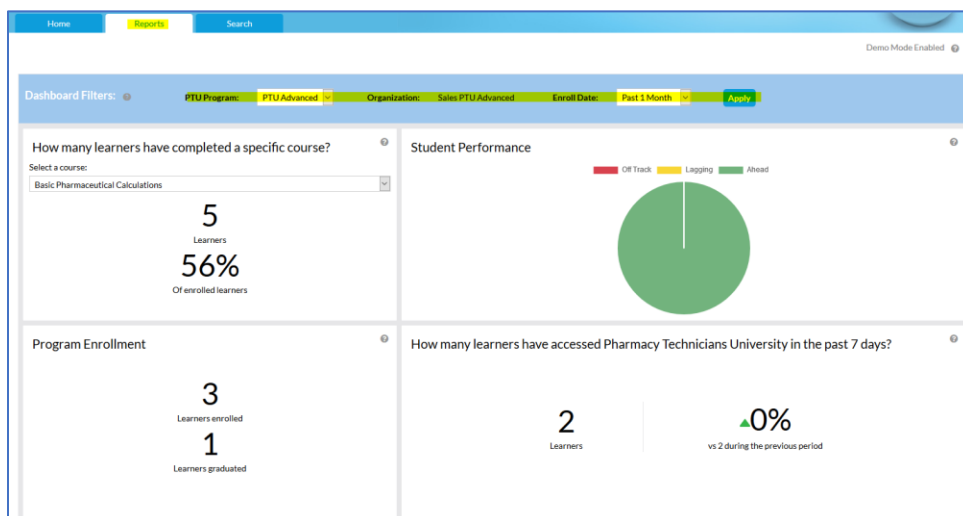 Home Reports Search
Demo Mode Enabled
Dashboard Filters: PTU Program: PTU Advanced Organization: Sales PTU Advanced Enroll Date: Past 1 Month Apply
How many learners have completed a specific course?
Select a course:
Basic Pharmaceutical Calculations
5
Learners
56%
Of enrolled learners
Student Performance
Off Track Lagging Ahead
Program Enrollment
3
Learners enrolled
1
Learners graduated
How many learners have accessed Pharmacy Technicians University in the past 7 days?
2
Learners
0%
vs 2 during the previous period